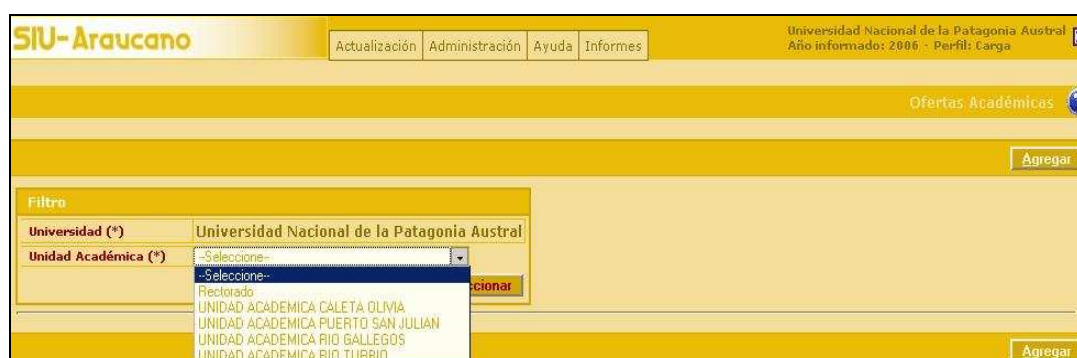 SIU-Araucano
Actualización Administración Ayuda Informes
Universidad Nacional de la Patagonia Austral
Año informado: 2006 - Perfil: Carga
Ofertas Académicas
Agregar
Filtro
Universidad (*) Universidad Nacional de la Patagonia Austral
Unidad Académica (*) --Seleccione--
--Seleccione--
ccionar
Rectorado
UNIDAD ACADEMICA CALETA OLIVIA
UNIDAD ACADEMICA PUERTO SAN JULIAN
UNIDAD ACADEMICA RIO GALLEGOS
UNIDAD ACADEMICA RIO TURBIO
Agregar